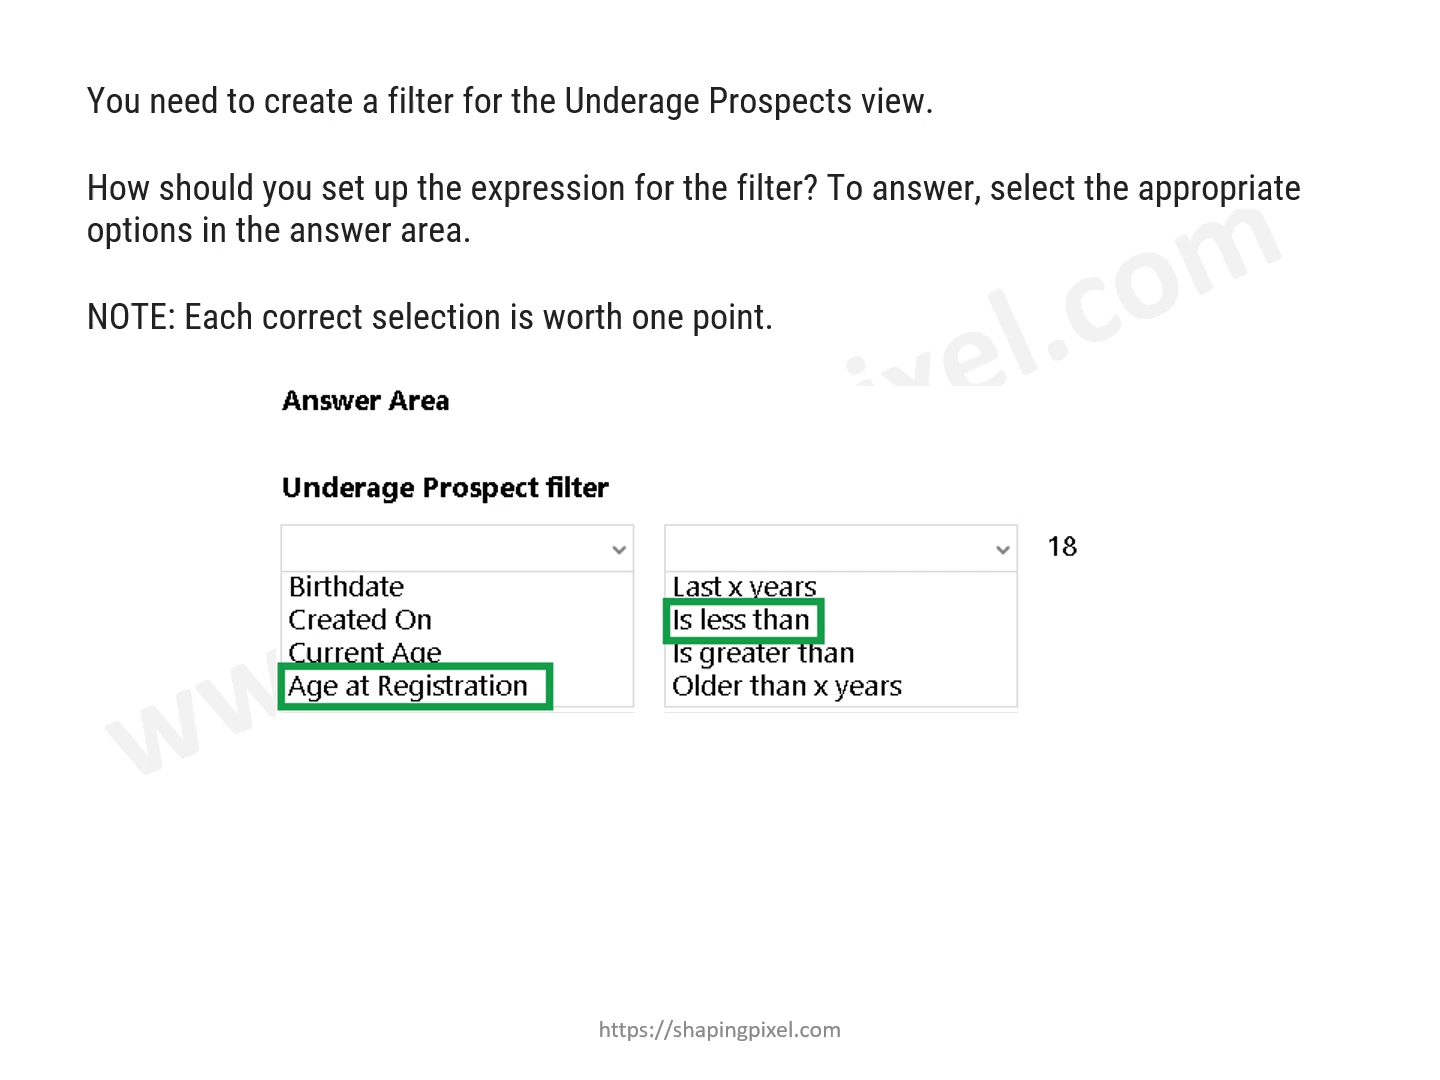 You need to create a filter for the Underage Prospects view.
How should you set up the expression for the filter? To answer, select the appropriate
options in the answer area.
NOTE: Each correct selection is worth one point.
Answer Area
Underage Prospect filter
18
Birthdate
Created On
Current Age
Age at Registration
Last x years
Is less than
Is greater than
Older than x years
https://shapingpixel.com